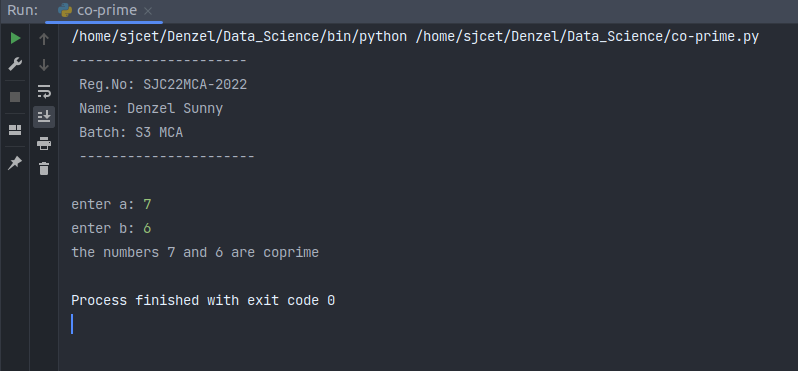 Run: co-prime ×
/home/sjcet/Denzel/Data_Science/bin/python /home/sjcet/Denzel/Data_Science/co-prime.py
----------------------
Reg.No: SJC22MCA-2022
Name: Denzel Sunny
Batch: S3 MCA
----------------------
enter a: 7
enter b: 6
the numbers 7 and 6 are coprime
Process finished with exit code 0